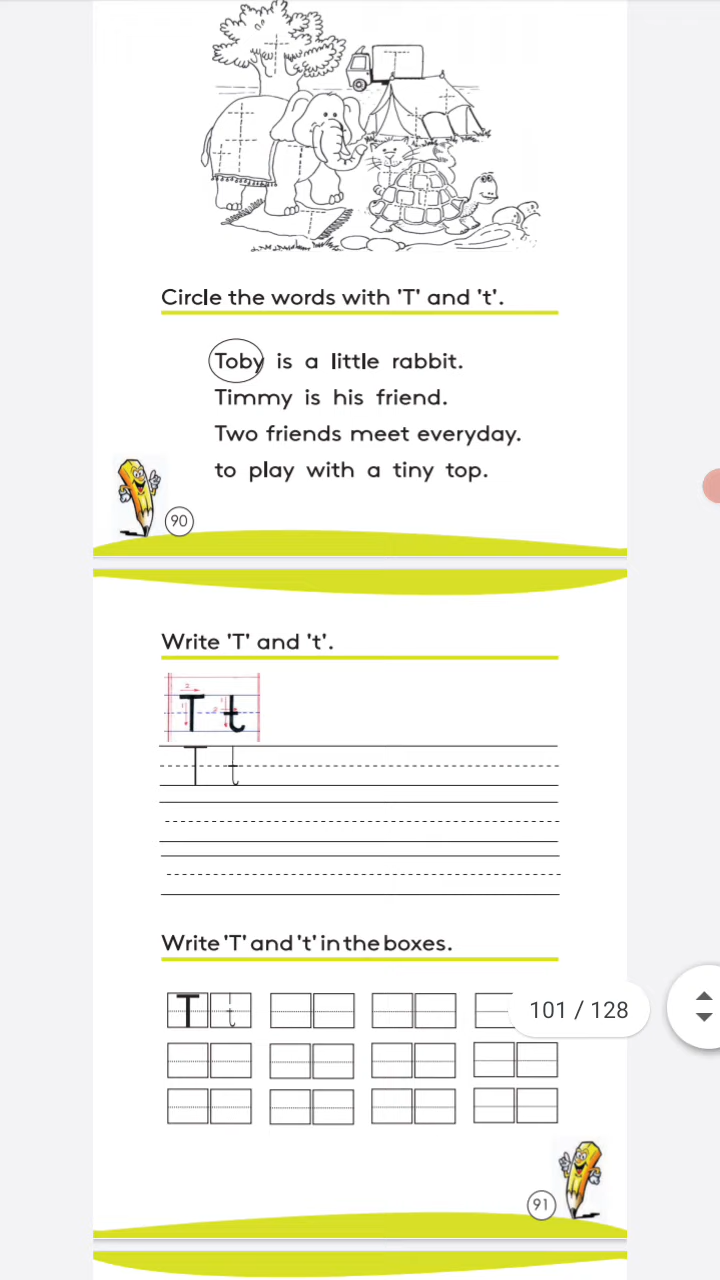 T
Circle the words with 'T' and 't'.
Toby is a little rabbit.
Timmy is his friend.
Two friends meet everyday.
to play with a tiny top.
90
Write 'T' and 't'.
T t
T t
Write 'T' and 't' in the boxes.
T t
101 / 128
91